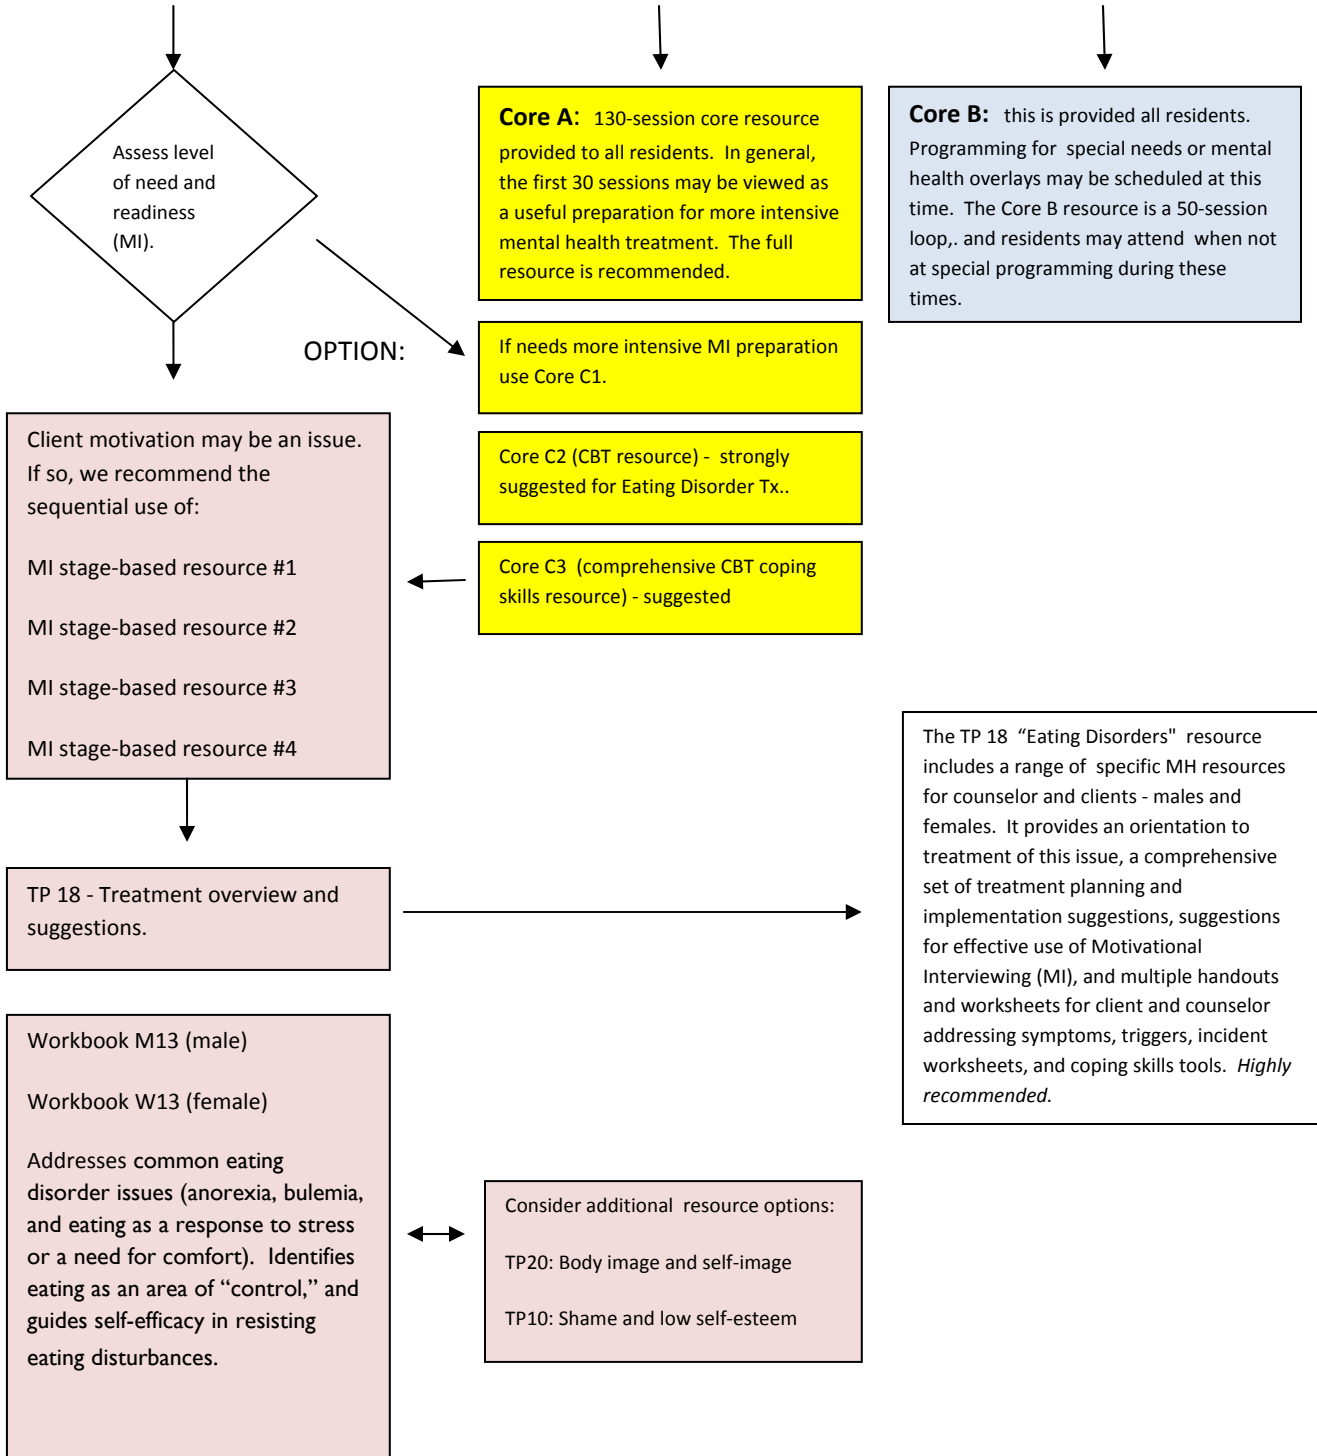 Assess level
of need and
readiness
(MI).
OPTION:
Core A: 130-session core resource
provided to all residents. In general,
the first 30 sessions may be viewed as
a useful preparation for more intensive
mental health treatment. The full
resource is recommended.
Core B: this is provided all residents.
Programming for special needs or mental
health overlays may be scheduled at this
time. The Core B resource is a 50-session
loop,. and residents may attend when not
at special programming during these
times.
If needs more intensive MI preparation
use Core C1.
Core C2 (CBT resource) - strongly
suggested for Eating Disorder Tx..
Core C3 (comprehensive CBT coping
skills resource) - suggested
Client motivation may be an issue.
If so, we recommend the
sequential use of:
MI stage-based resource #1
MI stage-based resource #2
MI stage-based resource #3
MI stage-based resource #4
TP 18 - Treatment overview and
suggestions.
The TP 18 “Eating Disorders" resource
includes a range of specific MH resources
for counselor and clients - males and
females. It provides an orientation to
treatment of this issue, a comprehensive
set of treatment planning and
implementation suggestions, suggestions
for effective use of Motivational
Interviewing (MI), and multiple handouts
and worksheets for client and counselor
addressing symptoms, triggers, incident
worksheets, and coping skills tools. Highly
recommended.
Workbook M13 (male)
Workbook W13 (female)
Addresses common eating
disorder issues (anorexia, bulemia,
and eating as a response to stress
or a need for comfort). Identifies
eating as an area of “control,” and
guides self-efficacy in resisting
eating disturbances.
Consider additional resource options:
TP20: Body image and self-image
TP10: Shame and low self-esteem